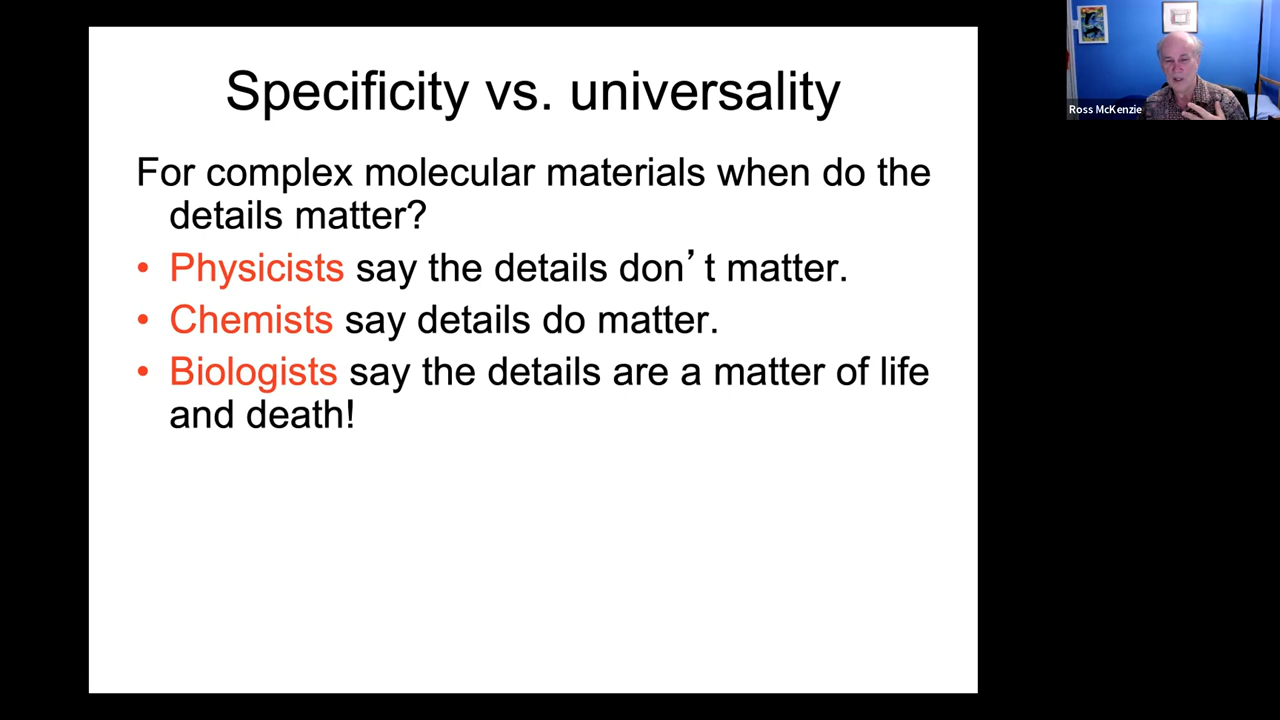 Specificity vs. universality
For complex molecular materials when do the
details matter?
• Physicists say the details don’ t matter.
• Chemists say details do matter.
• Biologists say the details are a matter of life
and death!
Ross McKenzie